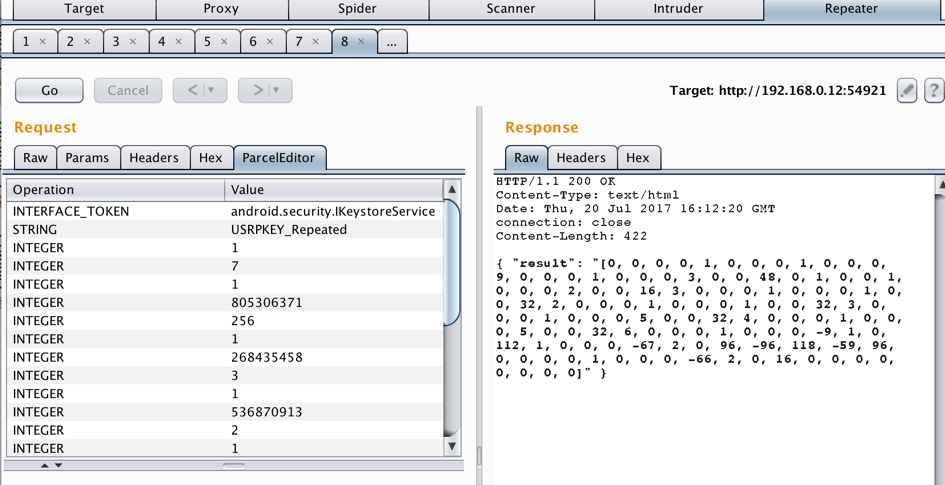 Target Proxy Spider Scanner Intruder Repeater
1 × 2 × 3 × 4 × 5 × 6 × 7 × 8 × ...
Go Cancel < > Target: http://192.168.0.12:54921 ?
Request
Raw Params Headers Hex ParcelEditor
Operation Value
INTERFACE_TOKEN android.security.IKeystoreService
STRING USRPKEY_Repeated
INTEGER 1
INTEGER 7
INTEGER 1
INTEGER 805306371
INTEGER 256
INTEGER 1
INTEGER 268435458
INTEGER 3
INTEGER 1
INTEGER 536870913
INTEGER 2
INTEGER 1
Response
Raw Headers Hex
HTTP/1.1 200 OK
Content-Type: text/html
Date: Thu, 20 Jul 2017 16:12:20 GMT
connection: close
Content-Length: 422
{ "result": "[0, 0, 0, 0, 1, 0, 0, 0, 1, 0, 0, 0,
9, 0, 0, 0, 1, 0, 0, 0, 3, 0, 0, 48, 0, 1, 0, 0, 1,
0, 0, 0, 2, 0, 0, 16, 3, 0, 0, 0, 1, 0, 0, 0, 1, 0,
0, 32, 2, 0, 0, 0, 1, 0, 0, 0, 1, 0, 0, 32, 3, 0,
0, 0, 1, 0, 0, 0, 5, 0, 0, 32, 4, 0, 0, 0, 1, 0, 0,
0, 5, 0, 0, 32, 6, 0, 0, 0, 1, 0, 0, 0, -9, 1, 0,
112, 1, 0, 0, 0, -67, 2, 0, 96, -96, 118, -59, 96,
0, 0, 0, 0, 1, 0, 0, 0, -66, 2, 0, 16, 0, 0, 0, 0,
0, 0, 0, 0]" }